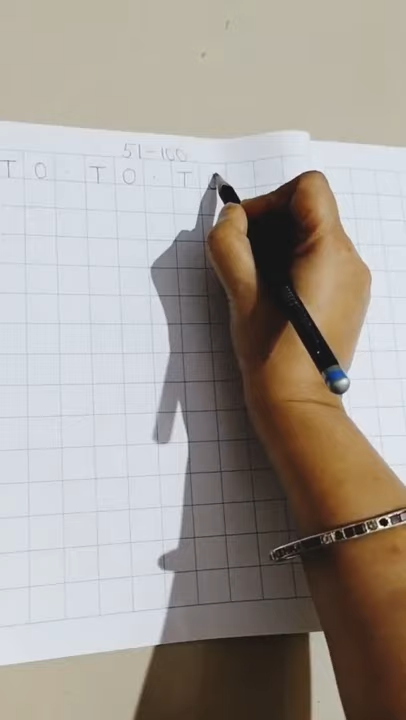 51-100
T O . T O . T